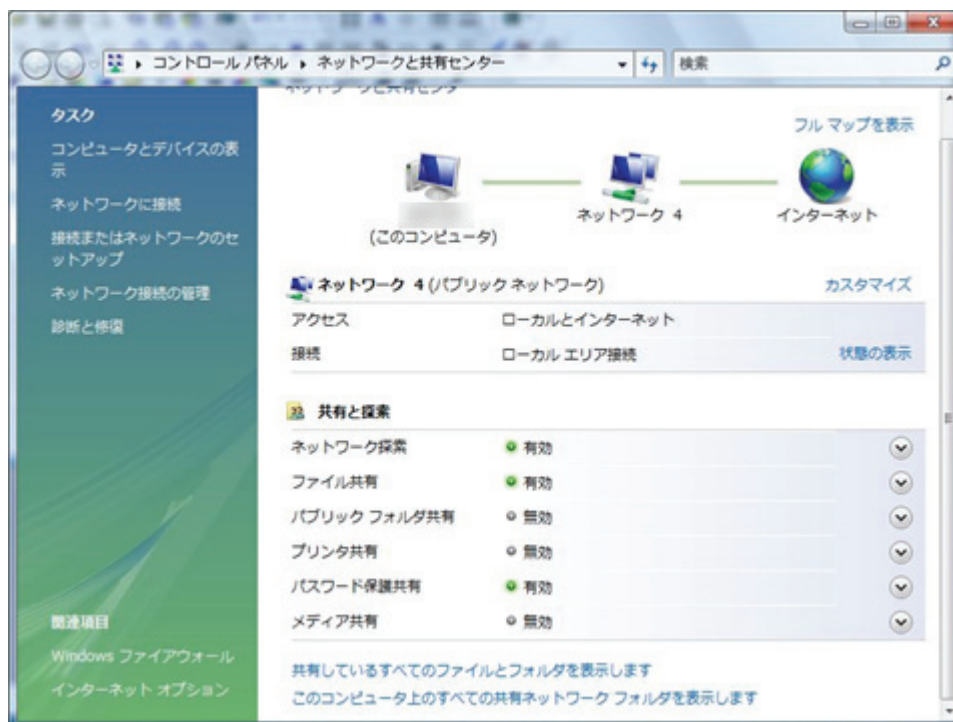 コントロール パネル ▸ ネットワークと共有センター
検索
ネットワークと共有センタ
タスク
コンピュータとデバイスの表
示
ネットワークに接続
接続またはネットワークのセ
ットアップ
ネットワーク接続の管理
診断と修復
関連項目
Windows ファイアウォール
インターネット オプション
フル マップを表示
(このコンピュータ)
ネットワーク 4
インターネット
ネットワーク 4 (パブリック ネットワーク) カスタマイズ
アクセス ローカルとインターネット
接続 ローカル エリア接続 状態の表示
共有と探索
ネットワーク探索 有効
ファイル共有 有効
パブリック フォルダ共有 無効
プリンタ共有 無効
パスワード保護共有 有効
メディア共有 無効
共有しているすべてのファイルとフォルダを表示します
このコンピュータ上のすべての共有ネットワーク フォルダを表示します